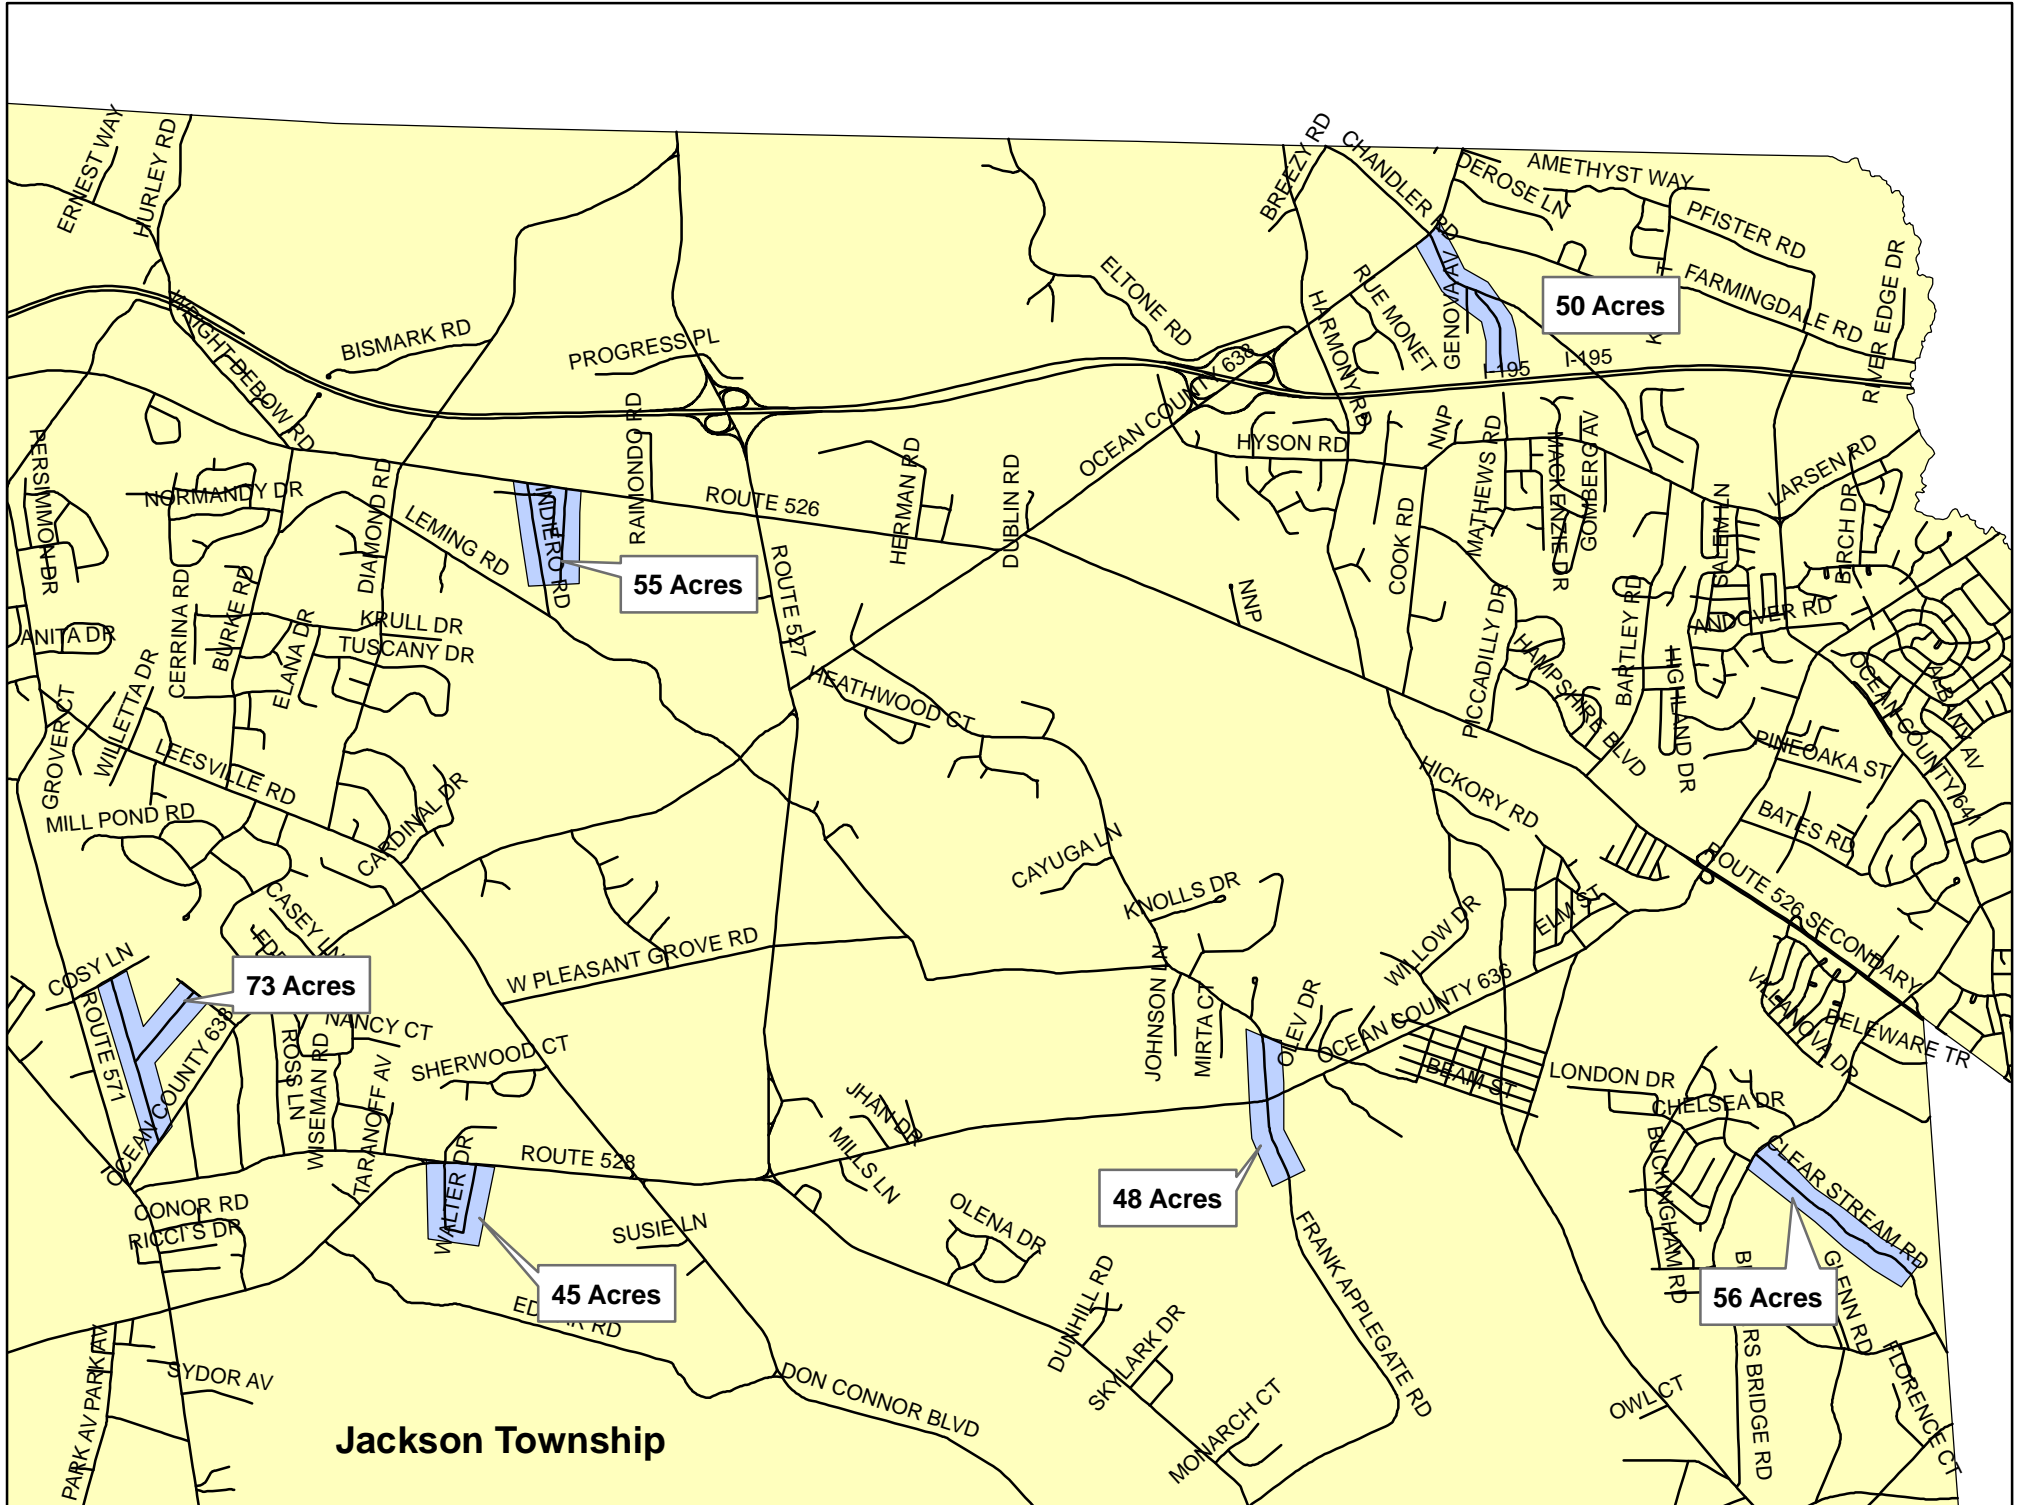 ERNEST WAY
HURLEY RD
BREEZY RD
CHANDLER RD
DEROSE LN
AMETHYST WAY
PFISTER RD
FARMINGDALE RD
RIVER EDGE DR
50 Acres
GENOVA AV
RUE MONET
ELTONE RD
HARMONY RD
I-195
I-195
WRIGHT-DEBOW RD
BISMARK RD
PROGRESS PL
OCEAN COUNTY 638
PERSIMMON DR
NORMANDY DR
DIAMOND RD
LEMING RD
INDIERO RD
RAIMONDO RD
ROUTE 526
HERMAN RD
DUBLIN RD
HYSON RD
NNP
COOK RD
MATHEWS RD
MACKENZIE DR
GOMBERG AV
SALEM LN
LARSEN RD
BIRCH DR
55 Acres
ROUTE 527
NNP
ANITA DR
CERRINA RD
BURKE RD
ELANA DR
KRULL DR
TUSCANY DR
WILLETTA DR
GROVER CT
HEATHWOOD CT
PICCADILLY DR
HAMPSHIRE BLVD
BARTLEY RD
HIGHLAND DR
ANDOVER RD
OCEAN COUNTY 641
ALBANY AV
PINEOAKA ST
BATES RD
LEESVILLE RD
MILL POND RD
CARDINAL DR
HICKORY RD
CAYUGA LN
KNOLLS DR
WILLOW DR
ELM ST
ROUTE 526 SECONDARY
CASEY LN
COSY LN
73 Acres
W PLEASANT GROVE RD
JOHNSON LN
MIRTA CT
OILEV DR
OCEAN COUNTY 636
VILLANOVA DR
DELEWARE TR
ROUTE 571
OCEAN COUNTY 638
ROSS LN
WISEMAN RD
NANCY CT
TARANOFF AV
SHERWOOD CT
JHAN DR
MILLS LN
BEAM ST
LONDON DR
CHELSEA DR
BUCKINGHAM RD
CLEAR STREAM RD
CONOR RD
RICCI'S DR
WALTER DR
ROUTE 528
SUSIE LN
48 Acres
OLENA DR
FRANK APPLEGATE RD
45 Acres
56 Acres
GLENN RD
DUNHILL RD
SKYLARK DR
MONARCH CT
OWL CT
RS BRIDGE RD
FLORENCE CT
PARK AV
PARK AV
SYDOR AV
DON CONNOR BLVD
Jackson Township